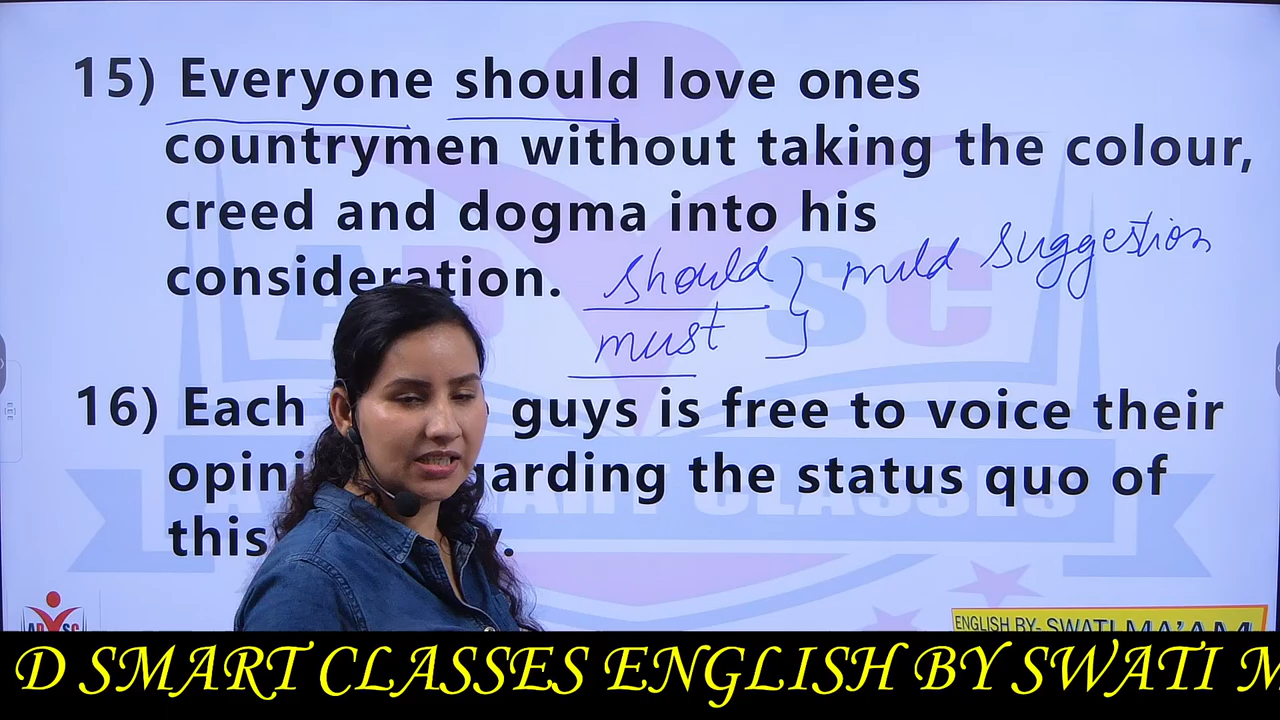 15) Everyone should love ones
countrymen without taking the colour,
creed and dogma into his
consideration.
should } mild suggestion
must
16) Each guys is free to voice their
opini garding the status quo of
this .
ENGLISH BY:- SWATI MA'AM
D SMART CLASSES ENGLISH BY SWATI M